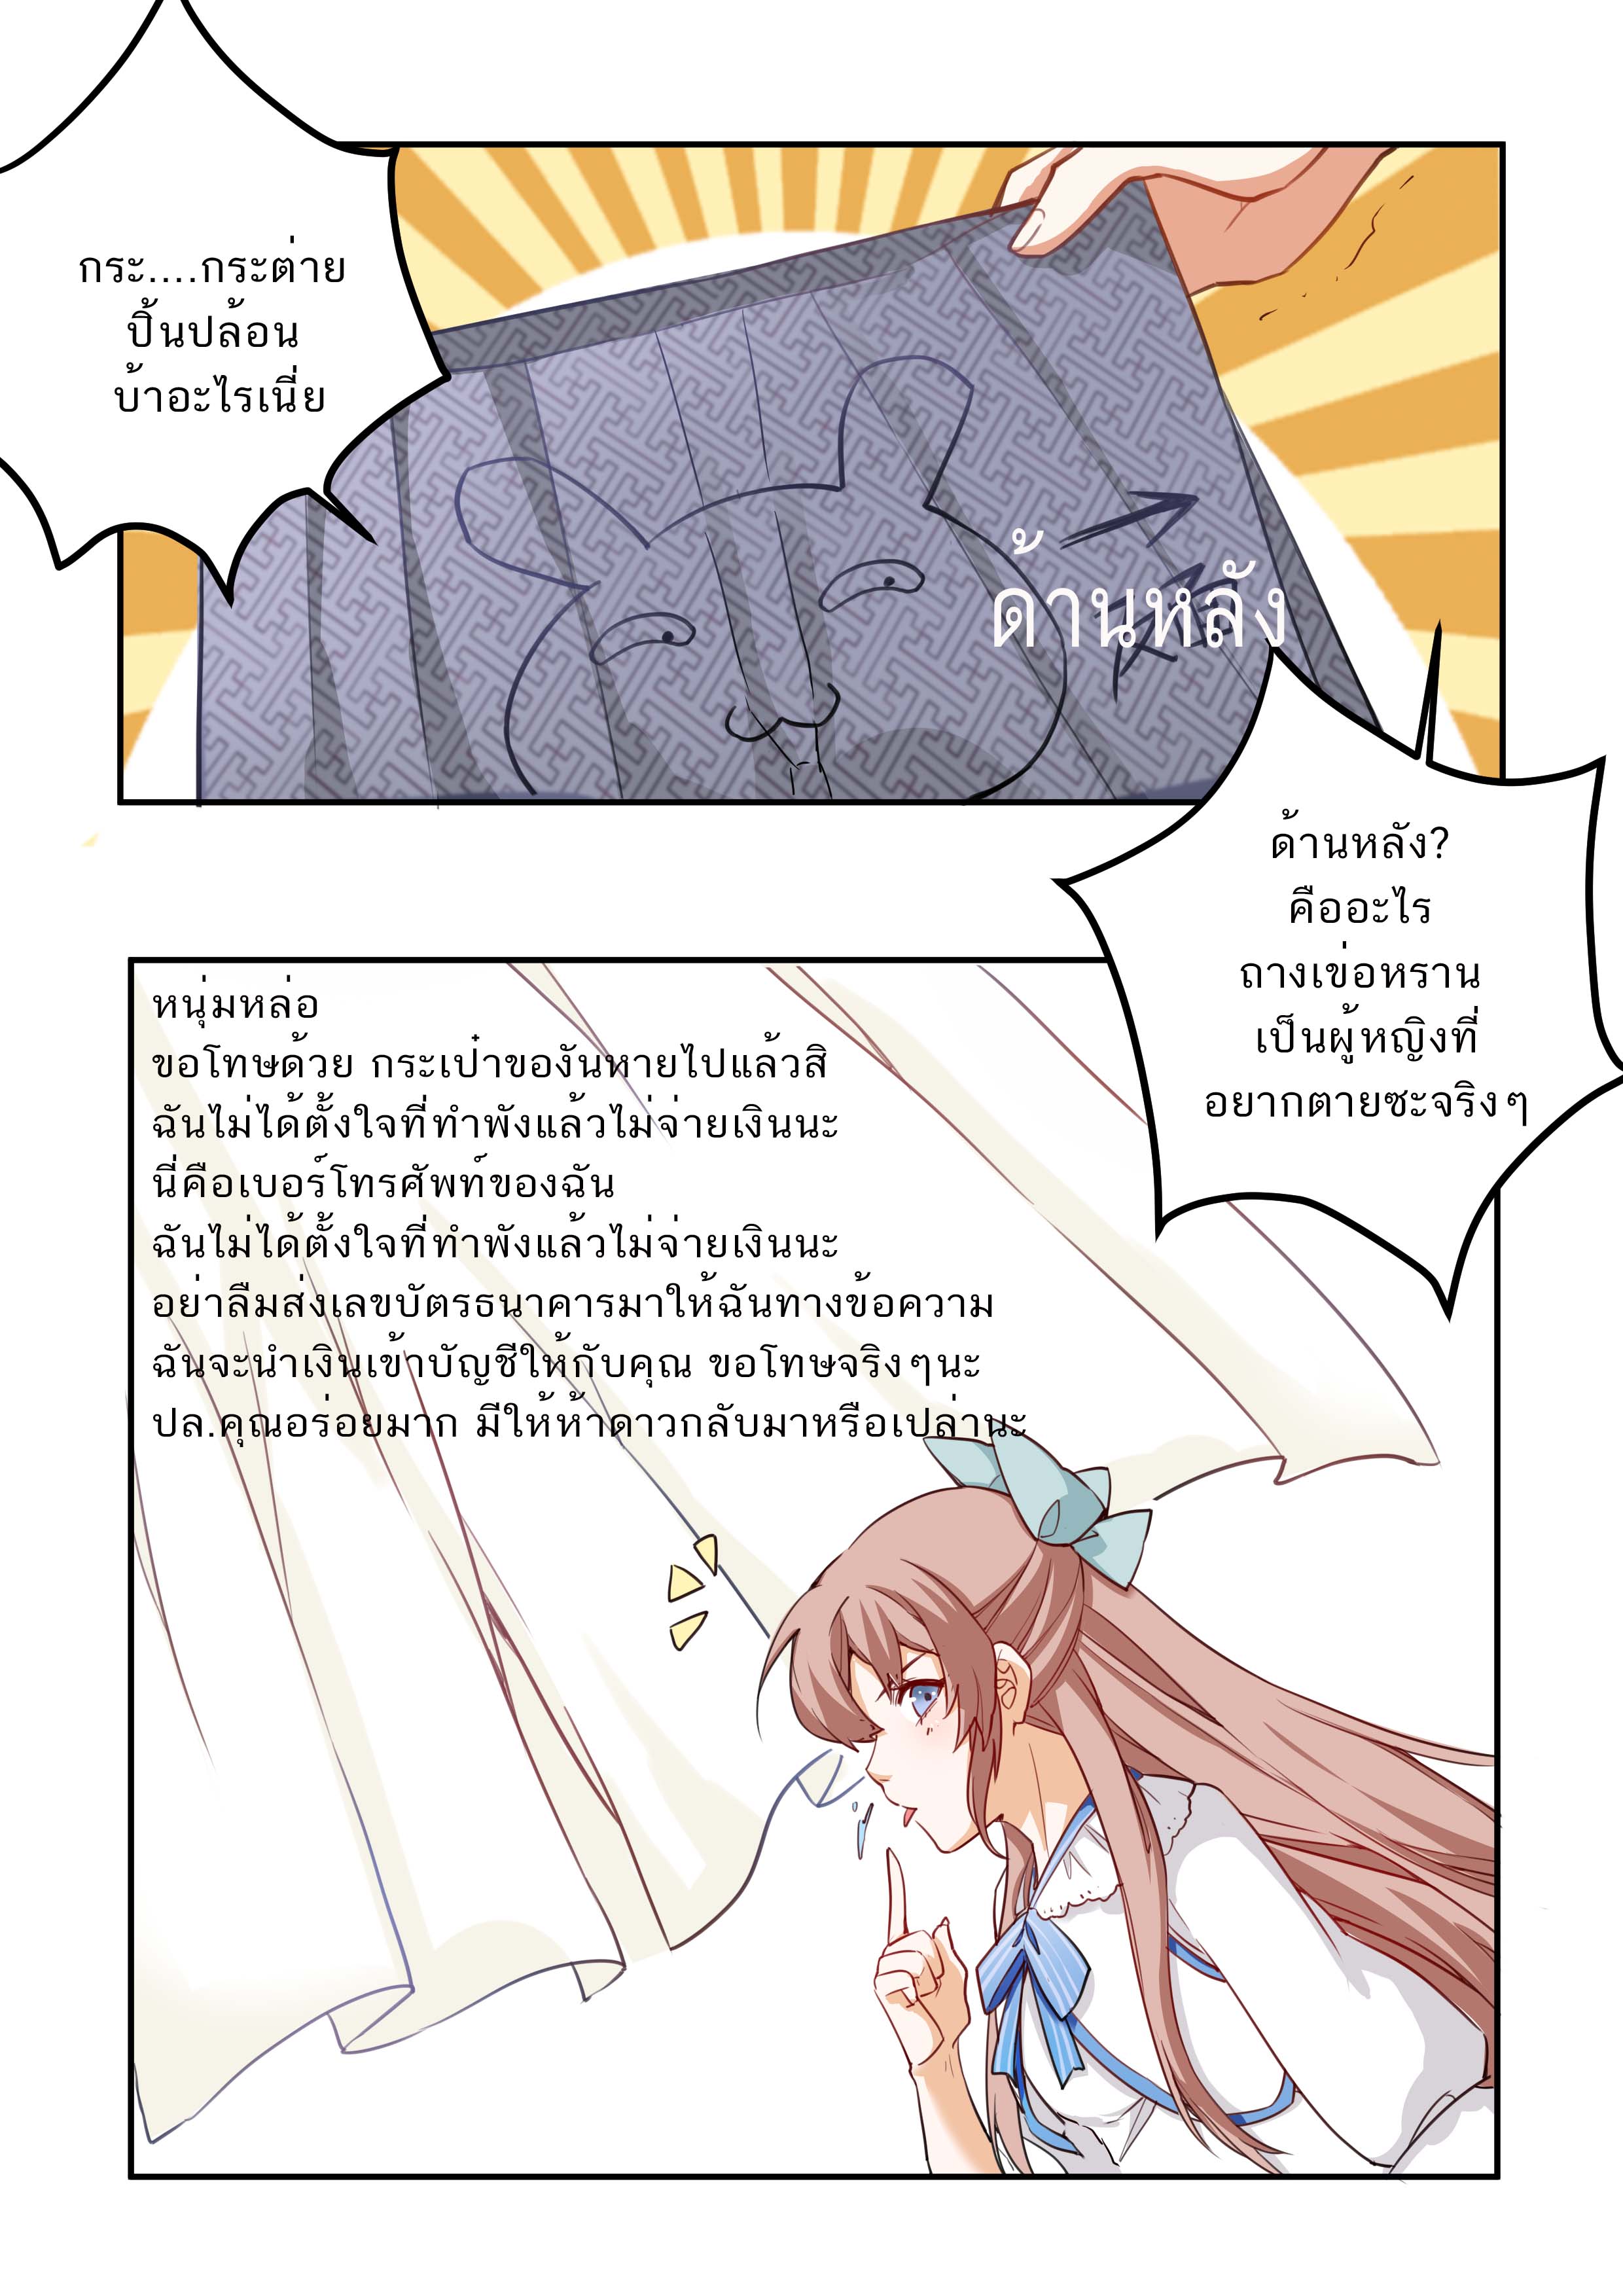 กระ....กระต่าย
ปิ้นปล้อน
บ้าอะไรเนี่ย
ด้านหลัง
ด้านหลัง?
คืออะไร
ถางเข่อหราน
เป็นผู้หญิงที่
อยากตายซะจริงๆ
หนุ่มหล่อ
ขอโทษด้วย กระเป๋าของันหายไปแล้วสิ
ฉันไม่ได้ตั้งใจที่ทำพังแล้วไม่จ่ายเงินนะ
นี่คือเบอร์โทรศัพท์ของฉัน
ฉันไม่ได้ตั้งใจที่ทำพังแล้วไม่จ่ายเงินนะ
อย่าลืมส่งเลขบัตรธนาคารมาให้ฉันทางข้อความ
ฉันจะนำเงินเข้าบัญชีให้กับคุณ ขอโทษจริงๆนะ
ปล.คุณอร่อยมาก มีให้ห้าดาวกลับมาหรือเปล่านะ